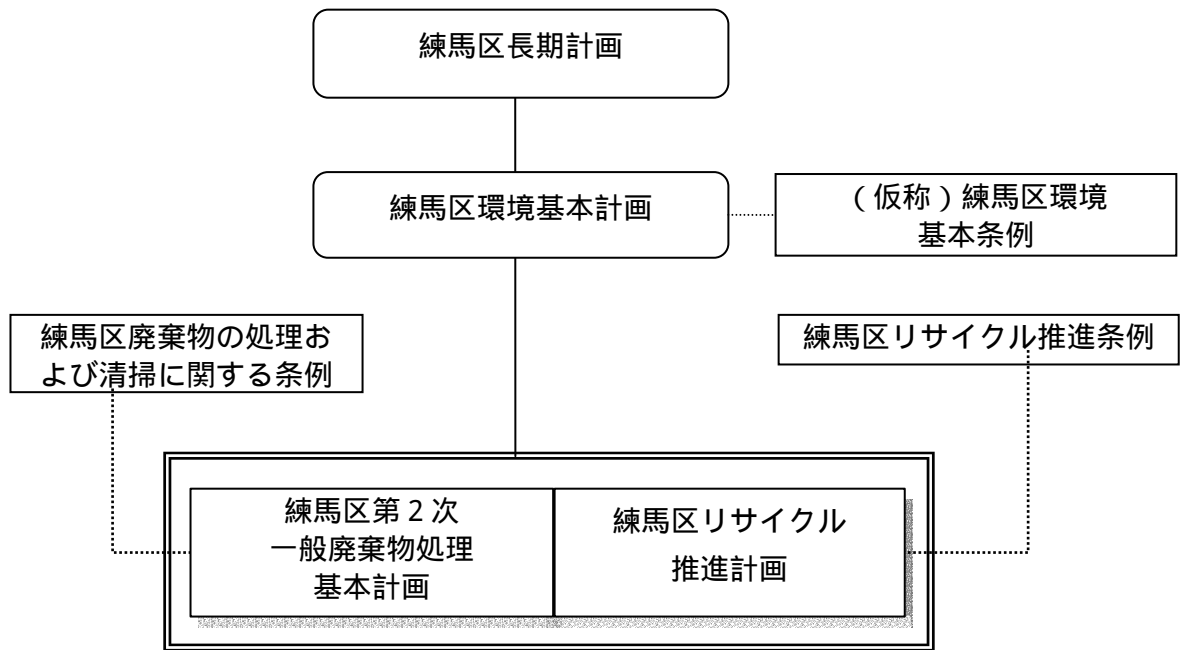 練馬区長期計画
練馬区環境基本計画
（仮称）練馬区環境
基本条例
練馬区廃棄物の処理お
よび清掃に関する条例
練馬区リサイクル推進条例
練馬区第２次
一般廃棄物処理
基本計画
練馬区リサイクル
推進計画